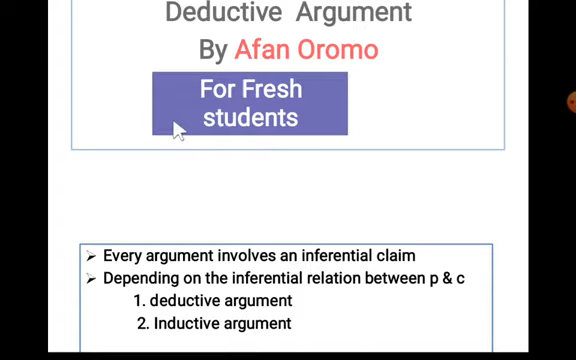 Deductive Argument
By Afan Oromo
For Fresh
students
➢ Every argument involves an inferential claim
➢ Depending on the inferential relation between p & c
1. deductive argument
2. Inductive argument